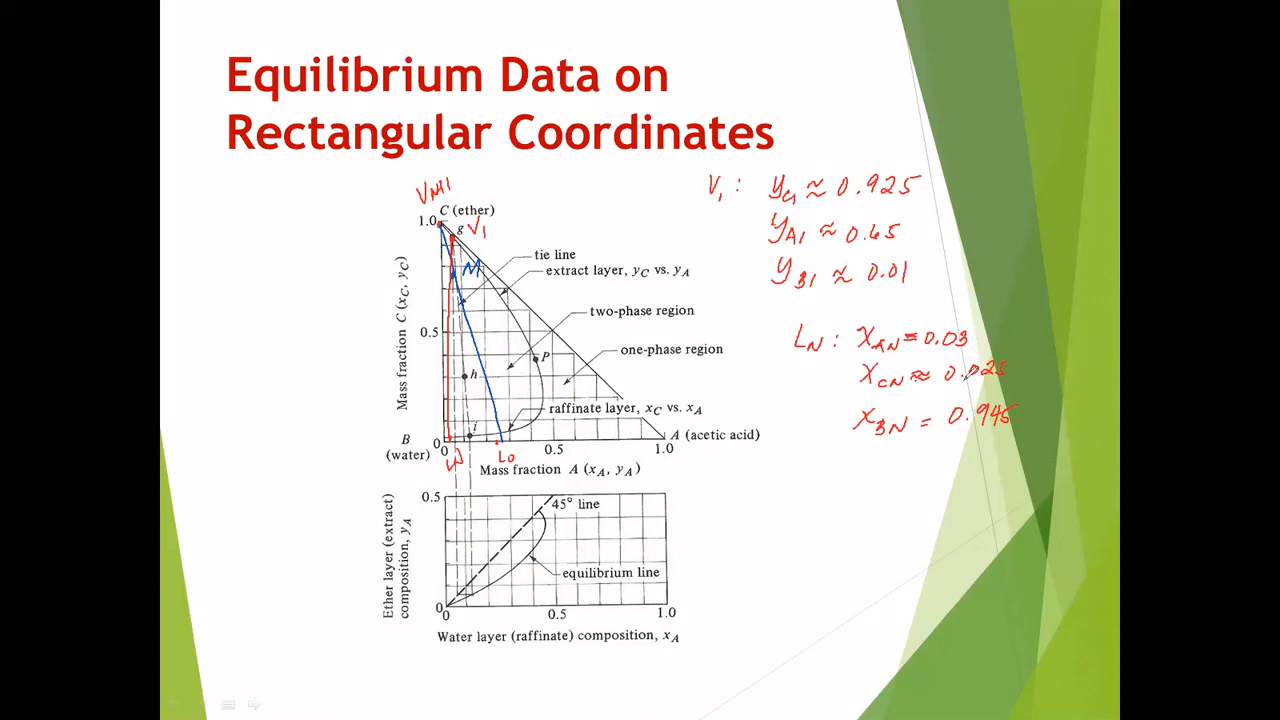 Equilibrium Data on
Rectangular Coordinates
VN+1
C (ether)
1.0
g V1
M
tie line
extract layer, yC vs. yA
two-phase region
0.5
P
one-phase region
h
Mass fraction C (xC, yC)
raffinate layer, xC vs. xA
i
B
(water)
0
0
LN
L0
0.5
1.0
A (acetic acid)
Mass fraction A (xA, yA)
0.5
45° line
Ether layer (extract)
composition, yA
equilibrium line
0
0
0.5
1.0
Water layer (raffinate) composition, xA
V1 : yC1 ≈ 0.925
yA1 ≈ 0.65
yB1 ≈ 0.01
LN : xAN = 0.03
xCN ≈ 0.025
xBN = 0.945